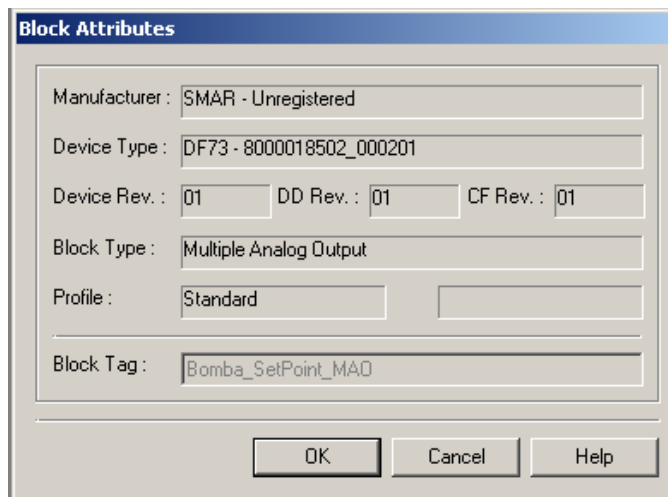 Block Attributes
Manufacturer : SMAR - Unregistered
Device Type : DF73 - 8000018502_000201
Device Rev. : 01 DD Rev. : 01 CF Rev. : 01
Block Type : Multiple Analog Output
Profile : Standard
Block Tag : Bomba_SetPoint_MAO
OK Cancel Help